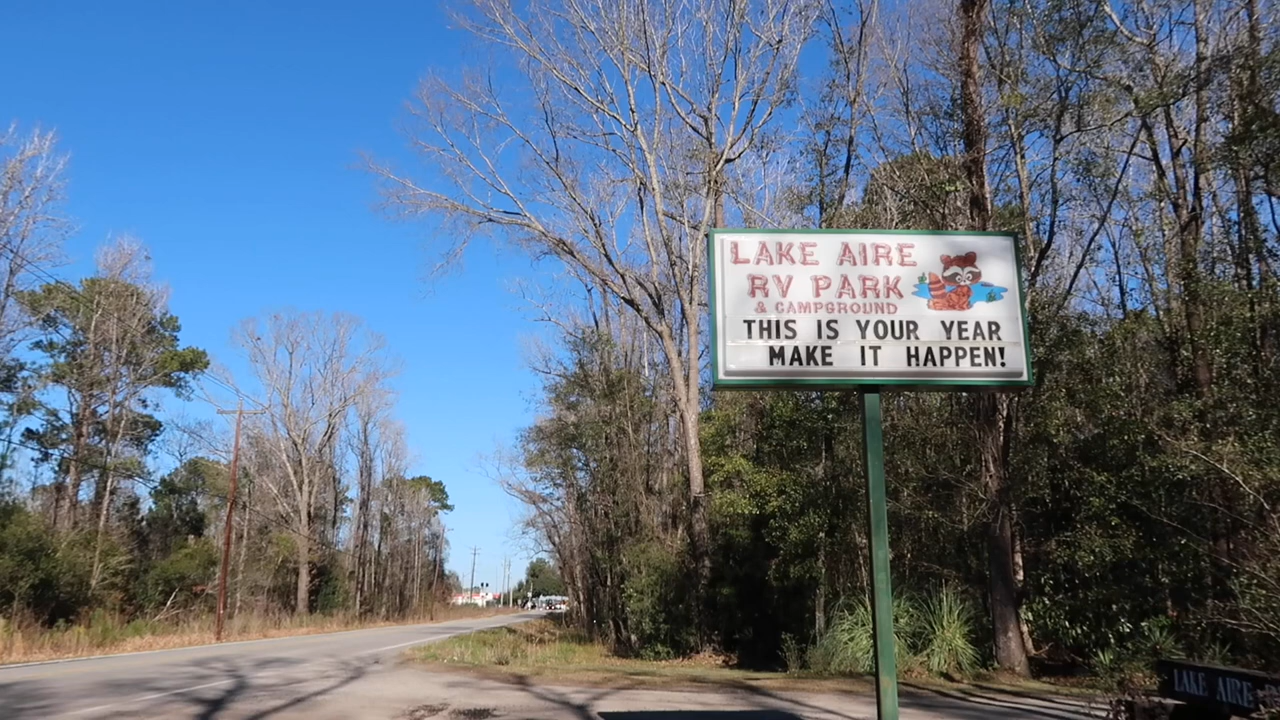 LAKE AIRE
RV PARK
& CAMPGROUND
THIS IS YOUR YEAR
MAKE IT HAPPEN!
LAKE AIRE